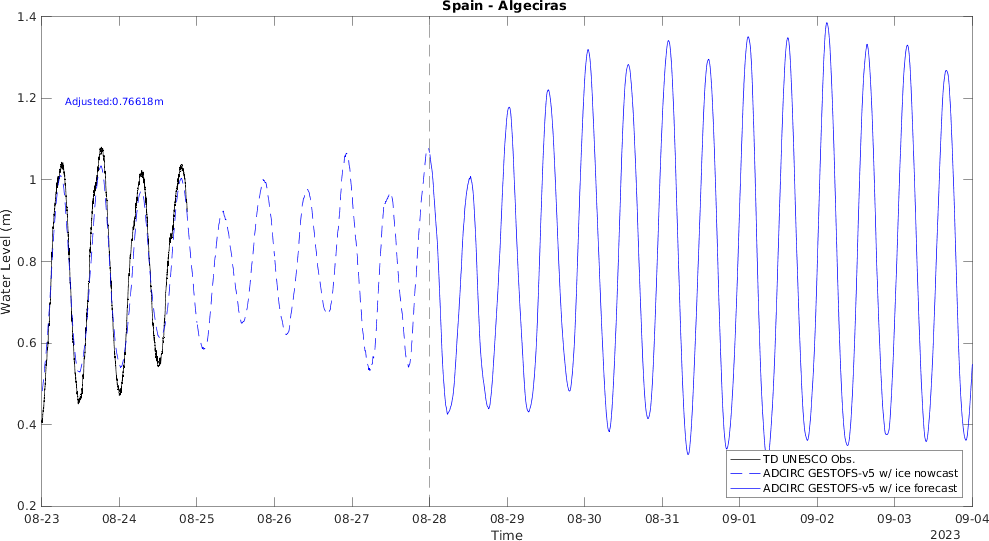 Spain - Algeciras
1.4
1.2
1
0.8
0.6
0.4
0.2
Water Level (m)
Adjusted:0.76618m
TD UNESCO Obs.
ADCIRC GESTOFS-v5 w/ ice nowcast
ADCIRC GESTOFS-v5 w/ ice forecast
08-23 08-24 08-25 08-26 08-27 08-28 08-29 08-30 08-31 09-01 09-02 09-03 09-04
Time
2023